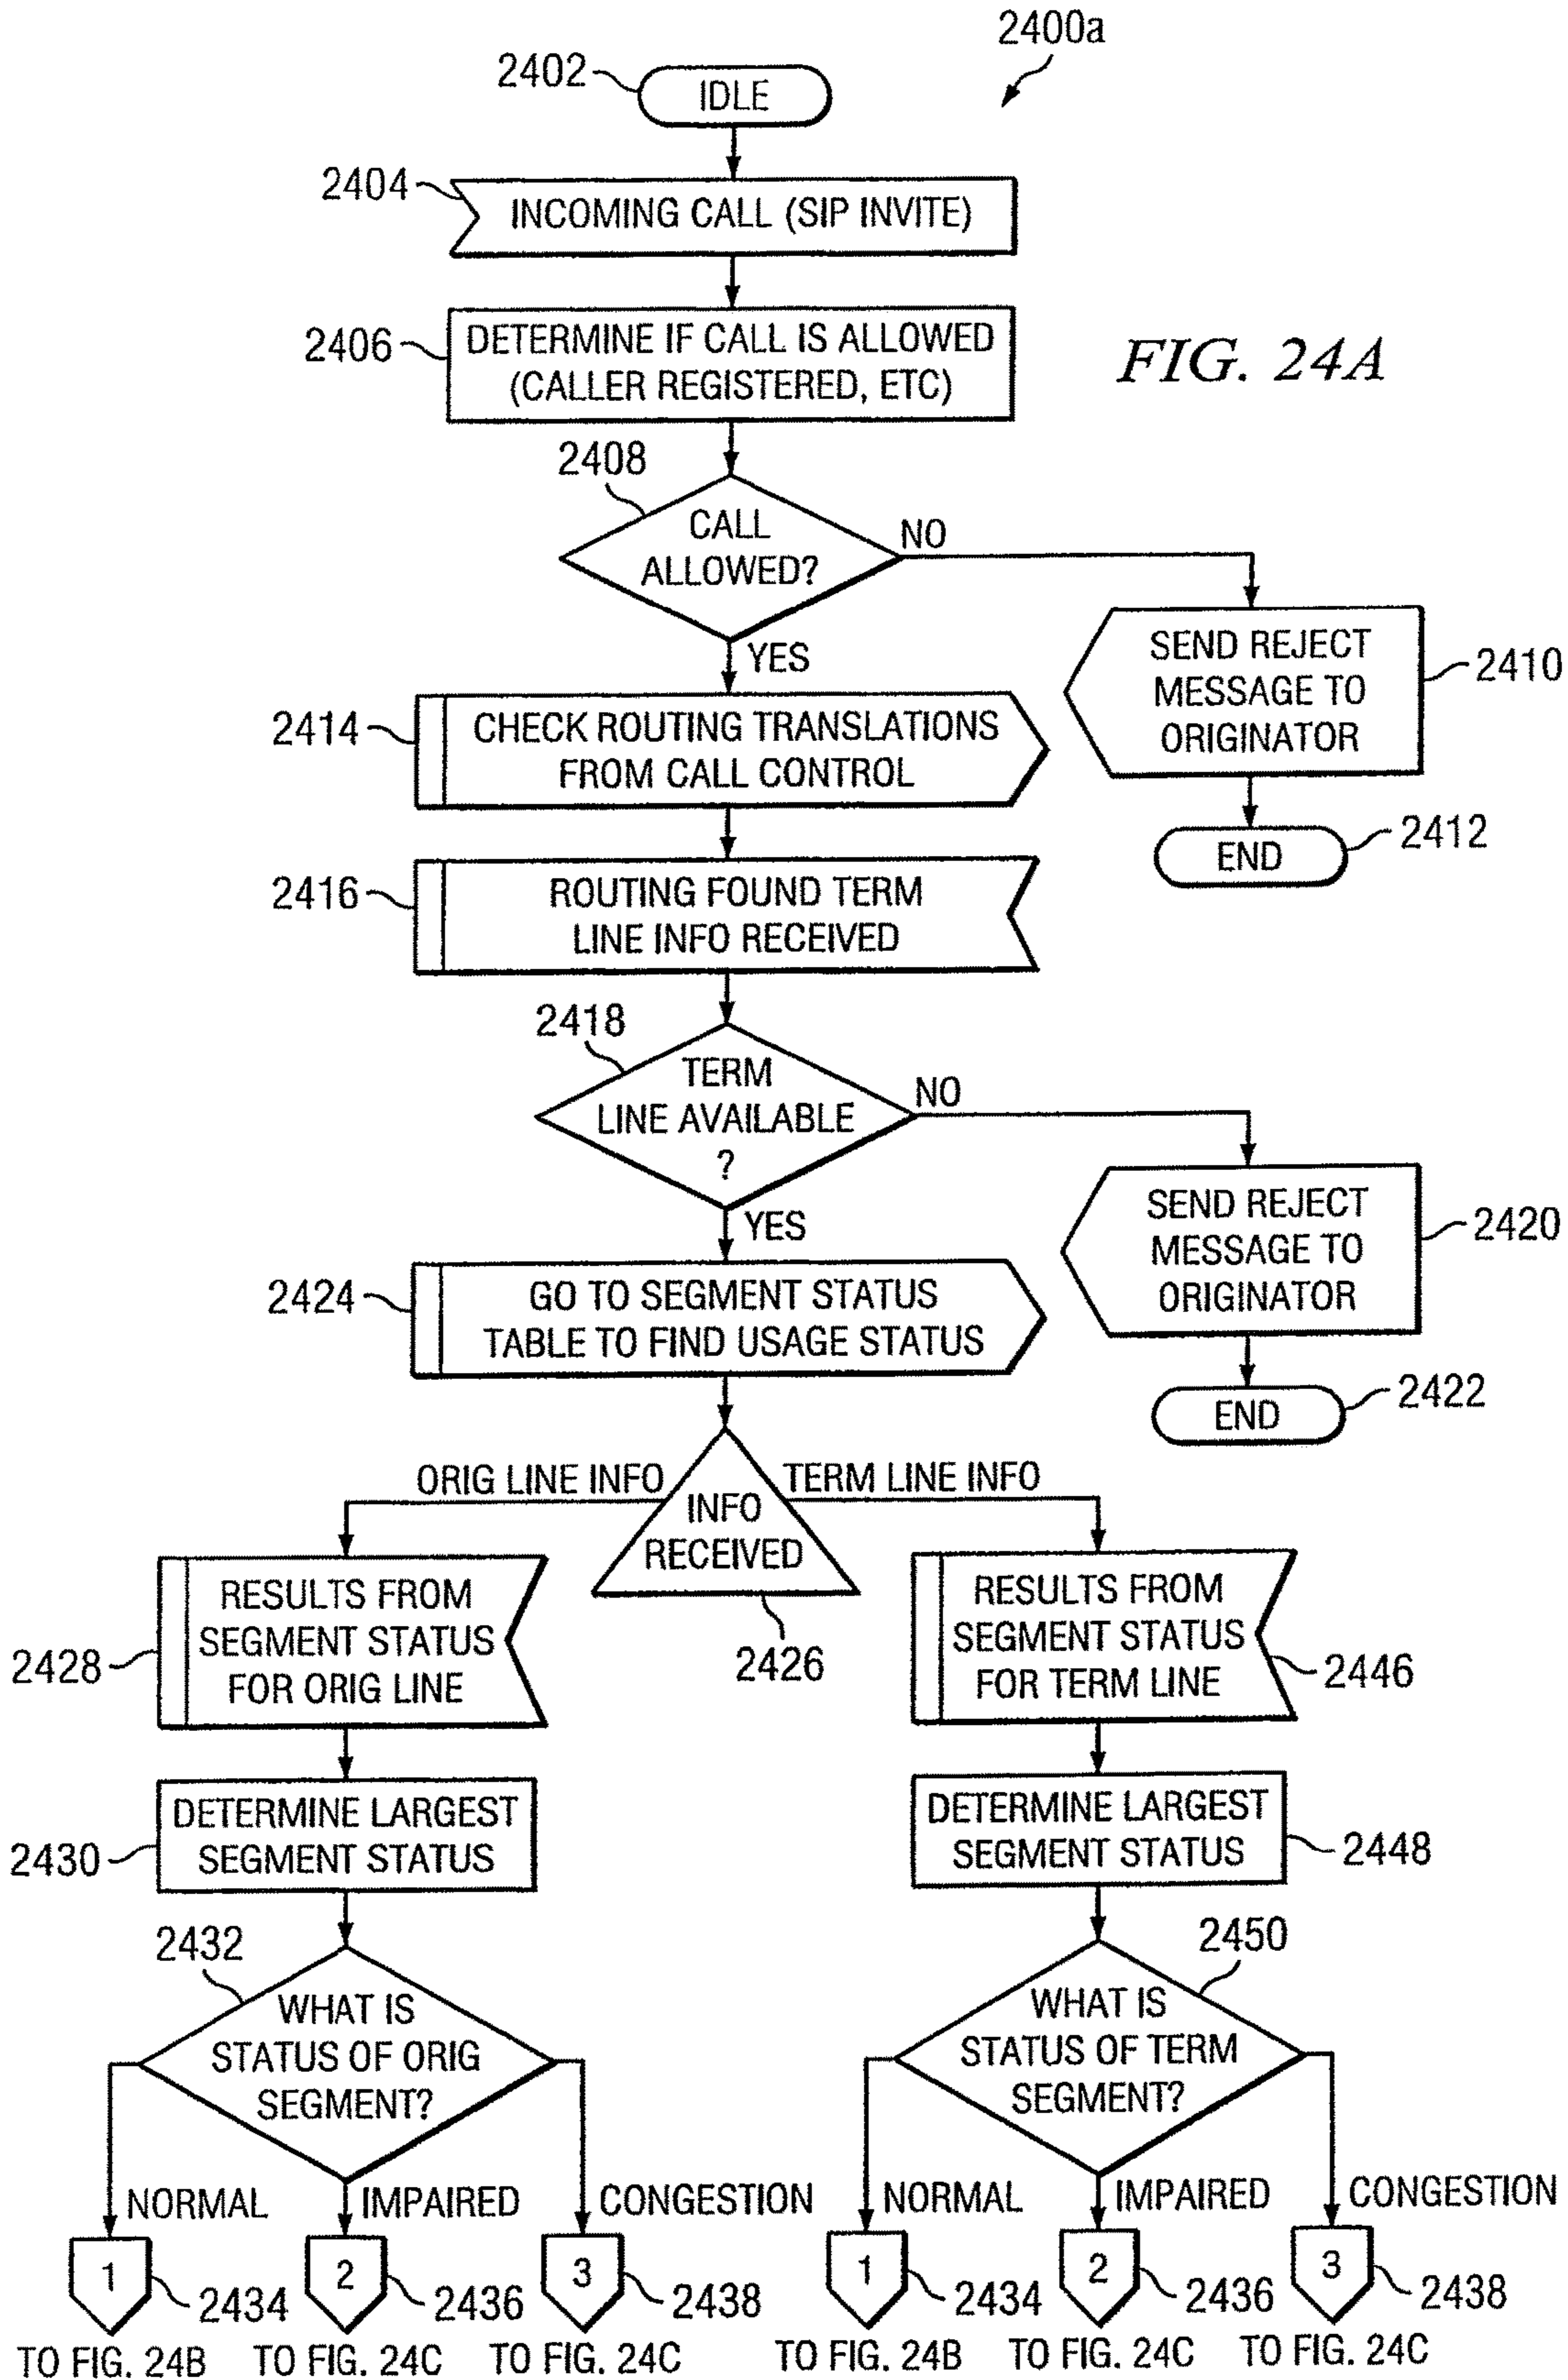 2400a
2402
IDLE
2404
INCOMING CALL (SIP INVITE)
2406
DETERMINE IF CALL IS ALLOWED
(CALLER REGISTERED, ETC)
FIG. 24A
2408
CALL
ALLOWED?
NO
YES
SEND REJECT
MESSAGE TO
ORIGINATOR
2410
2414
CHECK ROUTING TRANSLATIONS
FROM CALL CONTROL
END
2412
2416
ROUTING FOUND TERM
LINE INFO RECEIVED
2418
TERM
LINE AVAILABLE
?
NO
YES
SEND REJECT
MESSAGE TO
ORIGINATOR
2420
2424
GO TO SEGMENT STATUS
TABLE TO FIND USAGE STATUS
END
2422
ORIG LINE INFO
TERM LINE INFO
INFO
RECEIVED
2426
2428
RESULTS FROM
SEGMENT STATUS
FOR ORIG LINE
RESULTS FROM
SEGMENT STATUS
FOR TERM LINE
2446
2430
DETERMINE LARGEST
SEGMENT STATUS
DETERMINE LARGEST
SEGMENT STATUS
2448
2432
WHAT IS
STATUS OF ORIG
SEGMENT?
2450
WHAT IS
STATUS OF TERM
SEGMENT?
NORMAL
IMPAIRED
CONGESTION
NORMAL
IMPAIRED
CONGESTION
1
2434
2
2436
3
2438
1
2434
2
2436
3
2438
TO FIG. 24B
TO FIG. 24C
TO FIG. 24C
TO FIG. 24B
TO FIG. 24C
TO FIG. 24C